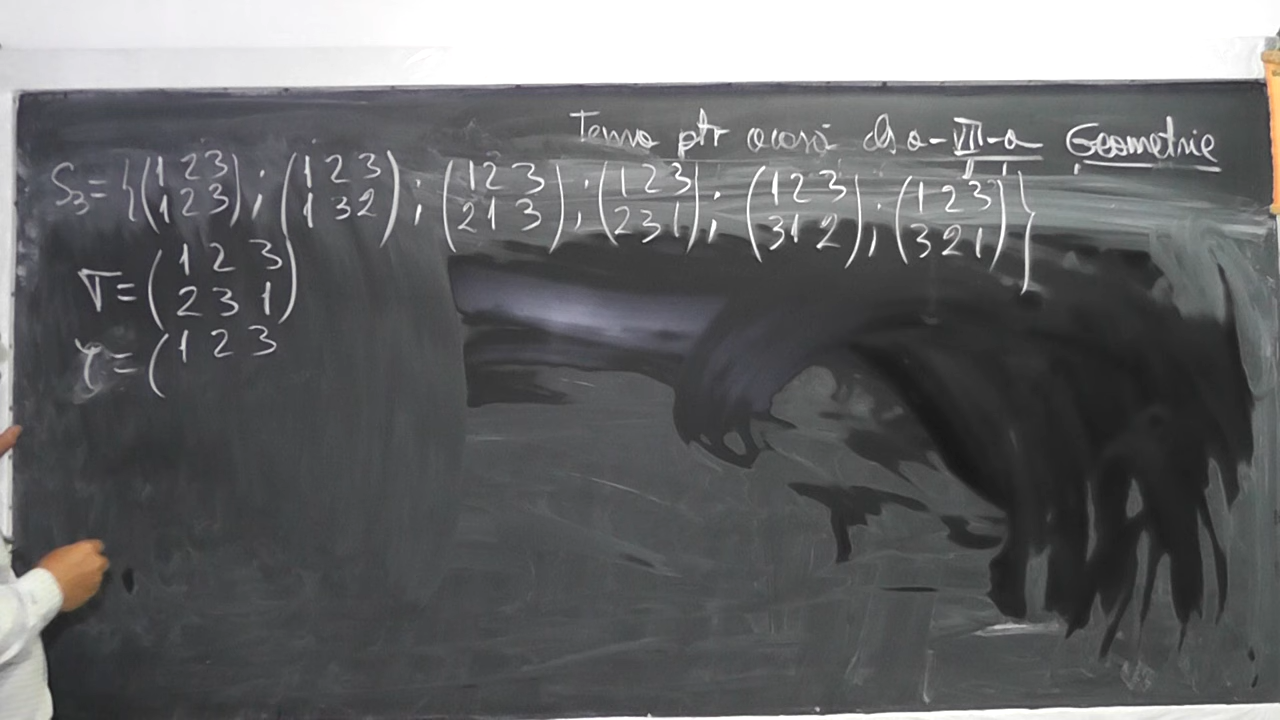 Tema ptr acasă cls a-VII-a Geometrie
S₃={(1 2 3 / 1 2 3); (1 2 3 / 1 3 2); (1 2 3 / 2 1 3); (1 2 3 / 2 3 1); (1 2 3 / 3 1 2); (1 2 3 / 3 2 1)}
σ=(1 2 3 / 2 3 1)
τ=(1 2 3